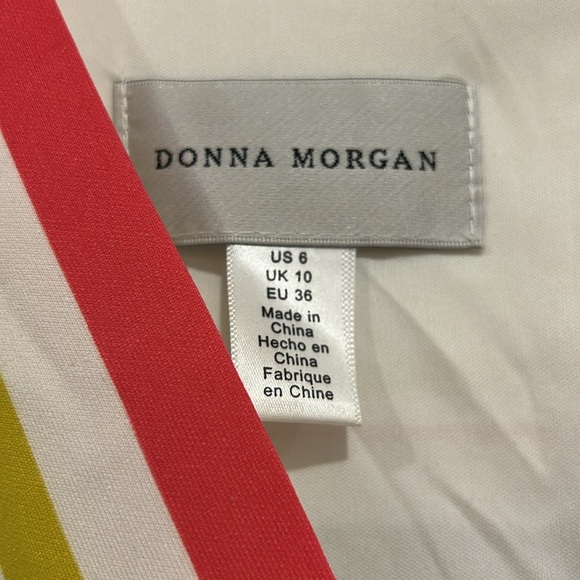 DONNA MORGAN
US 6
UK 10
EU 36
Made in
China
Hecho en
China
Fabrique
en Chine